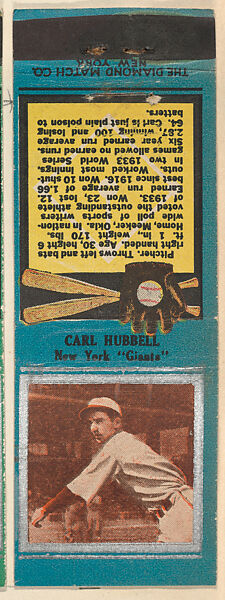 CARL HUBBELL
New York "Giants"
Pitcher. Throws left and bats
right handed. Age 30, height 6
ft. 1 in., weight 170 lbs.
Home, Meeker, Okla. In nation-
wide poll of sports writers
voted the outstanding athlete
of 1933. Won 23, lost 12.
Earned run average of 1.66
best since 1916. Won 10 shut-
outs. Worked most innings.
In two 1933 World Series
games allowed no earned runs.
Six year earned run average
2.87, winning 100 and losing
64. Carl is just plain poison to
batters.
THE DIAMOND MATCH CO.
NEW YORK